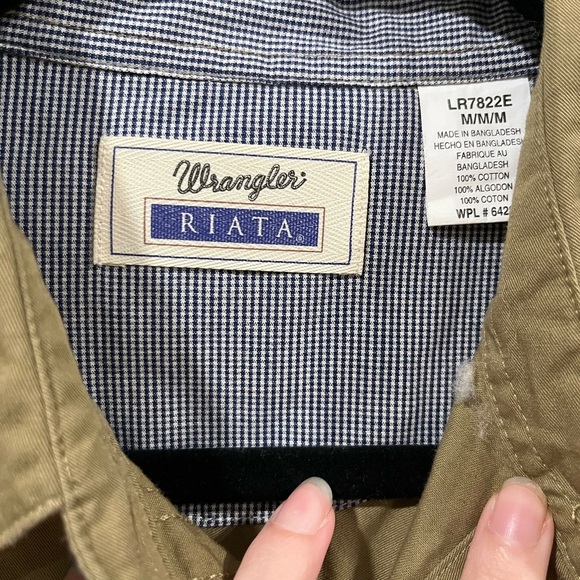 Wrangler
RIATA®
LR7822E
M/M/M
MADE IN BANGLADESH
HECHO EN BANGLADESH
FABRIQUE AU
BANGLADESH
100% COTTON
100% ALGODON
100% COTON
WPL # 642